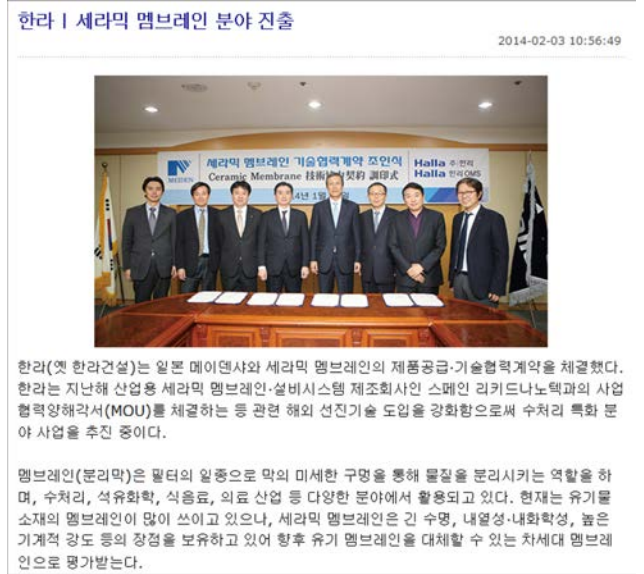 한라 | 세라믹 멤브레인 분야 진출
2014-02-03 10:56:49
MEIDEN
세라믹 멤브레인 기술협력계약 조인식
Ceramic Membrane 技術協力契約 調印式
Halla 주·한라
Halla 한라OMS
한라(옛 한라건설)는 일본 메이덴샤와 세라믹 멤브레인의 제품공급·기술협력계약을 체결했다.
한라는 지난해 산업용 세라믹 멤브레인·설비시스템 제조회사인 스페인 리키드나노텍과의 사업
협력양해각서(MOU)를 체결하는 등 관련 해외 선진기술 도입을 강화함으로써 수처리 특화 분
야 사업을 추진 중이다.
멤브레인(분리막)은 필터의 일종으로 막의 미세한 구멍을 통해 물질을 분리시키는 역할을 하
며, 수처리, 석유화학, 식음료, 의료 산업 등 다양한 분야에서 활용되고 있다. 현재는 유기물
소재의 멤브레인이 많이 쓰이고 있으나, 세라믹 멤브레인은 긴 수명, 내열성·내화학성, 높은
기계적 강도 등의 장점을 보유하고 있어 향후 유기 멤브레인을 대체할 수 있는 차세대 멤브레
인으로 평가받는다.